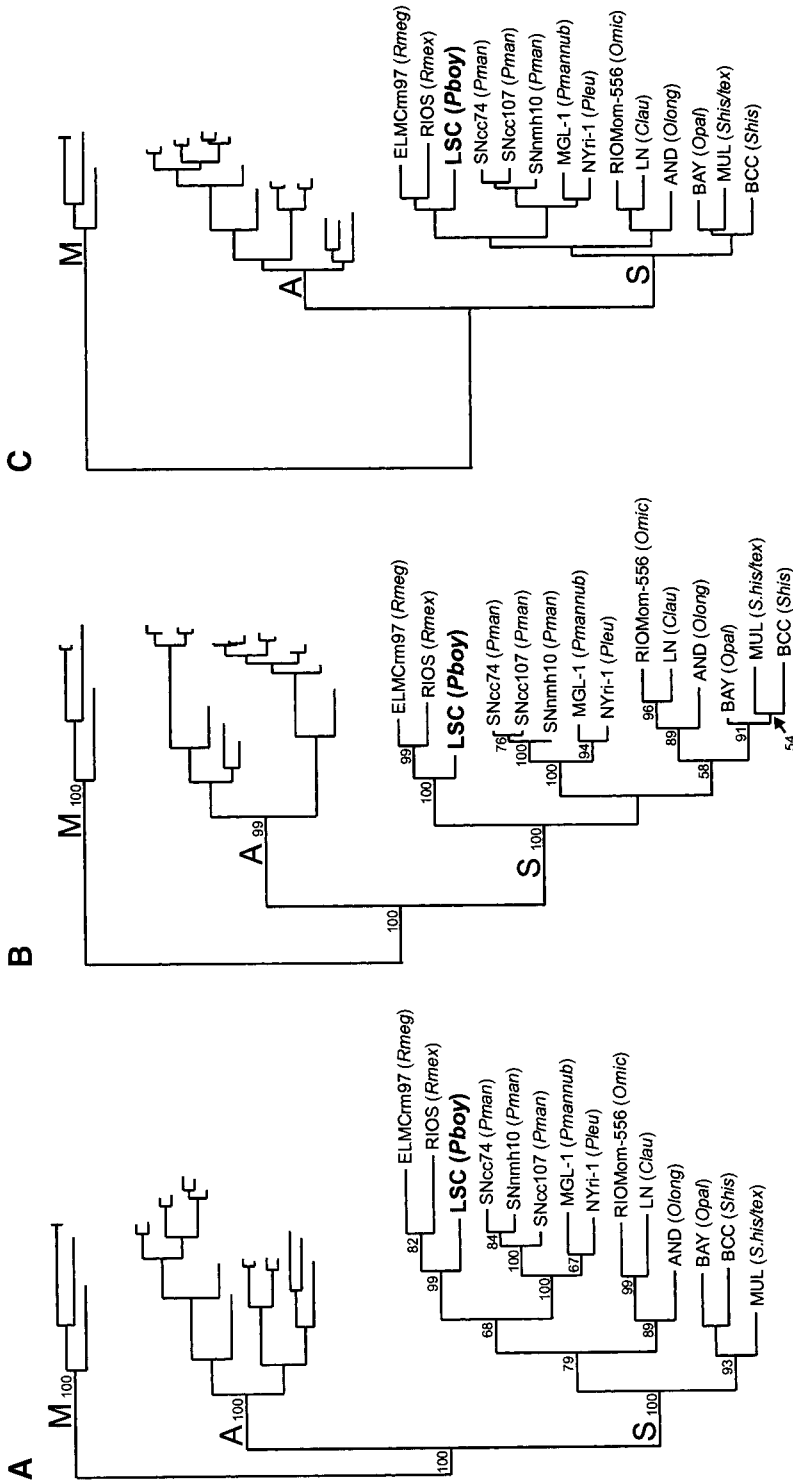 A
M
100
A
100
100
S
100
ELMCrm97 (Rmeg)
82
RIOS (Rmex)
99
LSC (Pboy)
68
SNcc74 (Pman)
84
SNnmh10 (Pman)
100
SNcc107 (Pman)
100
MGL-1 (Pmannub)
67
NYri-1 (Pleu)
79
RIOMom-556 (Omic)
99
LN (Clau)
89
AND (Olong)
BAY (Opal)
BCC (Shis)
93
MUL (S.his/tex)
B
M
100
A
99
100
S
100
ELMCrm97 (Rmeg)
99
RIOS (Rmex)
100
LSC (Pboy)
SNcc74 (Pman)
76
SNcc107 (Pman)
100
SNnmh10 (Pman)
100
MGL-1 (Pmannub)
94
NYri-1 (Pleu)
RIOMom-556 (Omic)
96
LN (Clau)
89
AND (Olong)
58
BAY (Opal)
91
MUL (S.his/tex)
BCC (Shis)
54
C
M
A
S
ELMCrm97 (Rmeg)
RIOS (Rmex)
LSC (Pboy)
SNcc74 (Pman)
SNcc107 (Pman)
SNnmh10 (Pman)
MGL-1 (Pmannub)
NYri-1 (Pleu)
RIOMom-556 (Omic)
LN (Clau)
AND (Olong)
BAY (Opal)
MUL (Shis/tex)
BCC (Shis)